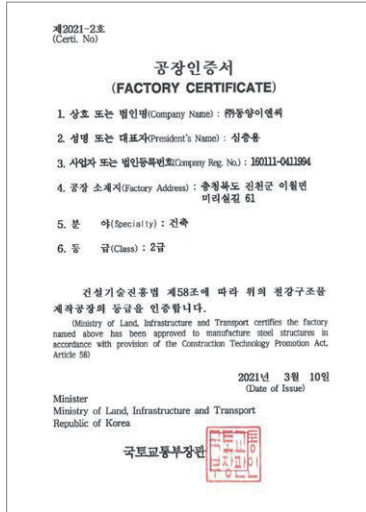 제2021-2호
(Certi. No)
공장인증서
(FACTORY CERTIFICATE)
1. 상호 또는 법인명(Company Name) : ㈜동양이엔씨
2. 성명 또는 대표자(President's Name) : 심충용
3. 사업자 또는 법인등록번호(Company Reg. No.) : 160111-0411994
4. 공장 소재지(Factory Address) : 충청북도 진천군 이월면
미리실길 61
5. 분 야(Specialty) : 건축
6. 등 급(Class) : 2급
건설기술진흥법 제58조에 따라 위의 철강구조물
제작공장의 등급을 인증합니다.
(Ministry of Land, Infrastructure and Transport certifies the factory
named above has been approved to manufacture steel structures in
accordance with provision of the Construction Technology Promotion Act,
Article 58)
2021년 3월 10일
(Date of Issue)
Minister
Ministry of Land, Infrastructure and Transport
Republic of Korea
국토교통부장관